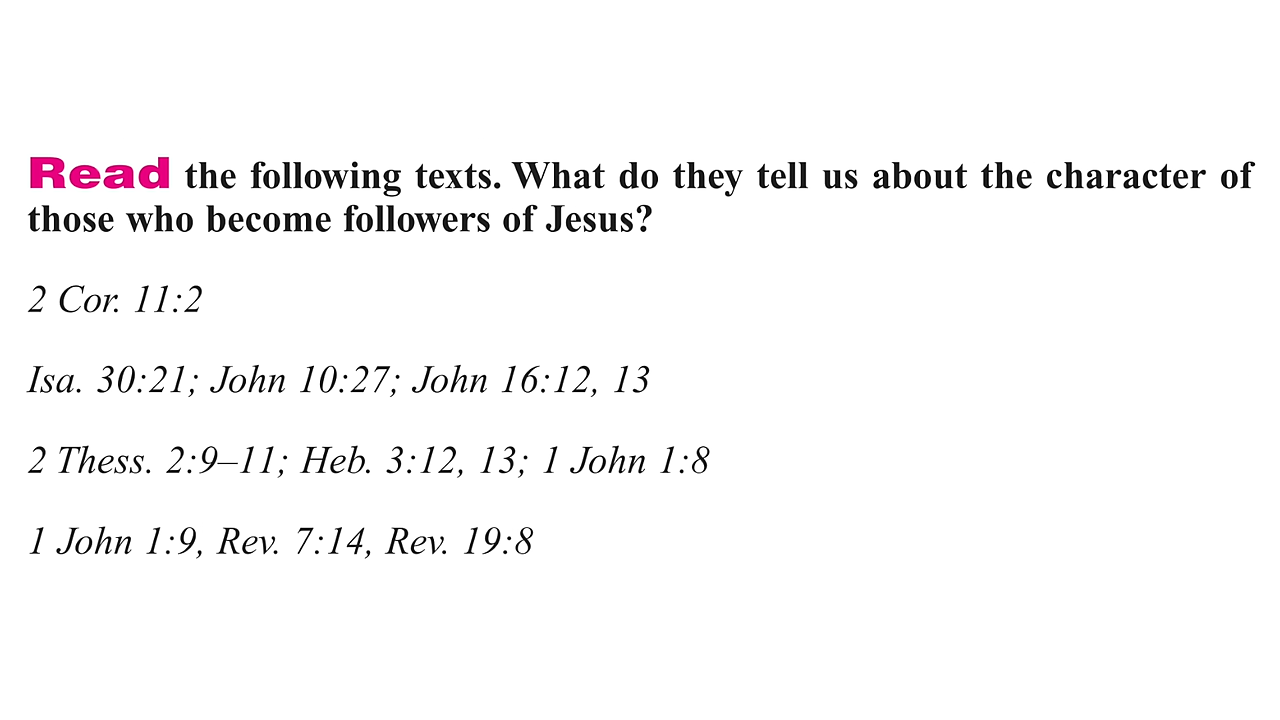 Read the following texts. What do they tell us about the character of
those who become followers of Jesus?
2 Cor. 11:2
Isa. 30:21; John 10:27; John 16:12, 13
2 Thess. 2:9–11; Heb. 3:12, 13; 1 John 1:8
1 John 1:9, Rev. 7:14, Rev. 19:8